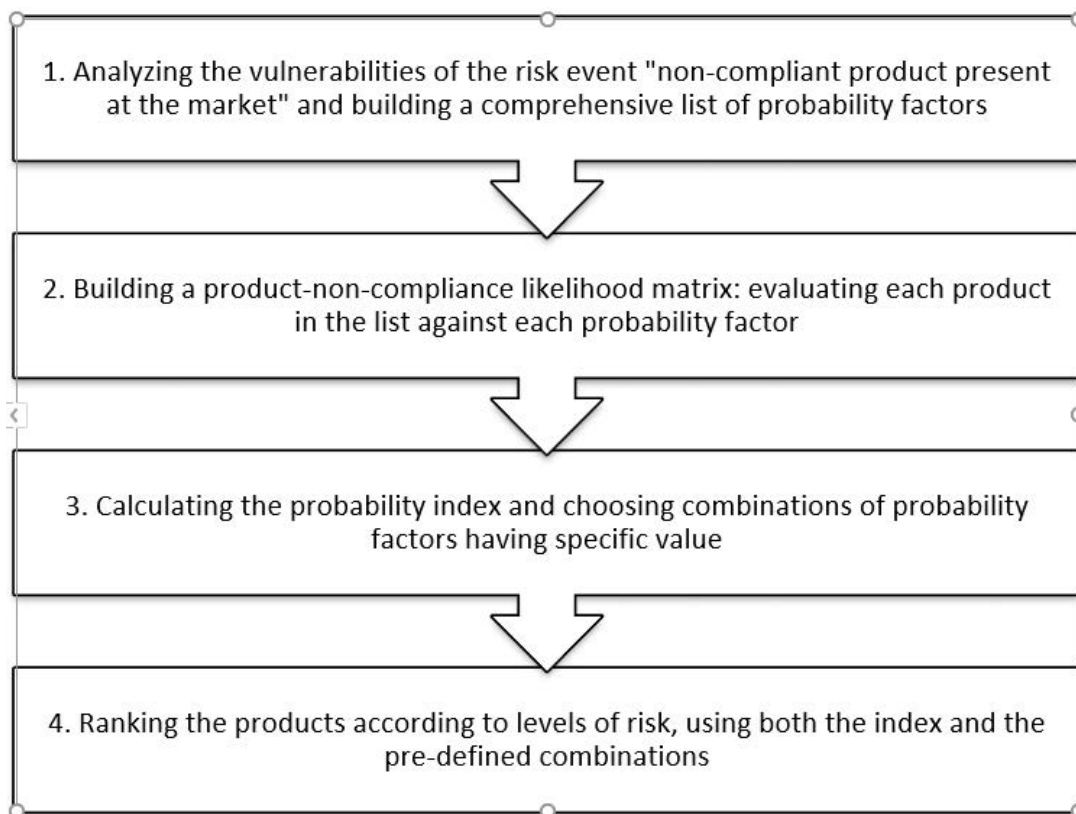 1. Analyzing the vulnerabilities of the risk event "non-compliant product present
at the market" and building a comprehensive list of probability factors
2. Building a product-non-compliance likelihood matrix: evaluating each product
in the list against each probability factor
3. Calculating the probability index and choosing combinations of probability
factors having specific value
4. Ranking the products according to levels of risk, using both the index and the
pre-defined combinations